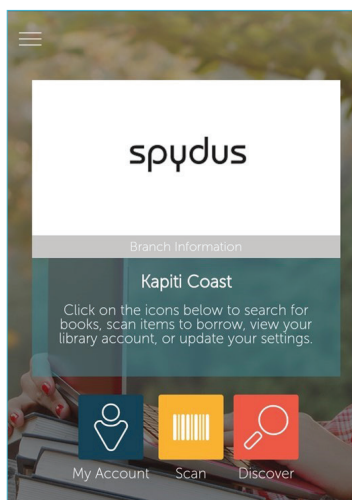 spydus
Branch Information
Kapiti Coast
Click on the icons below to search for
books, scan items to borrow, view your
library account, or update your settings.
My Account
Scan
Discover